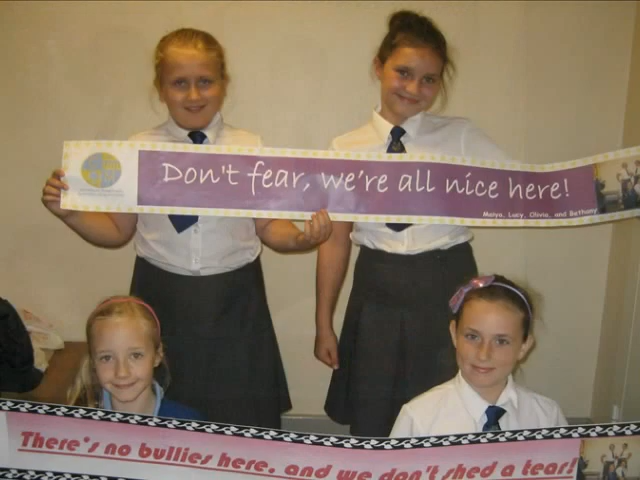 Don't fear, we're all nice here!
Maiya, Lucy, Olivia, and Bethany
There's no bullies here, and we don't shed a tear!